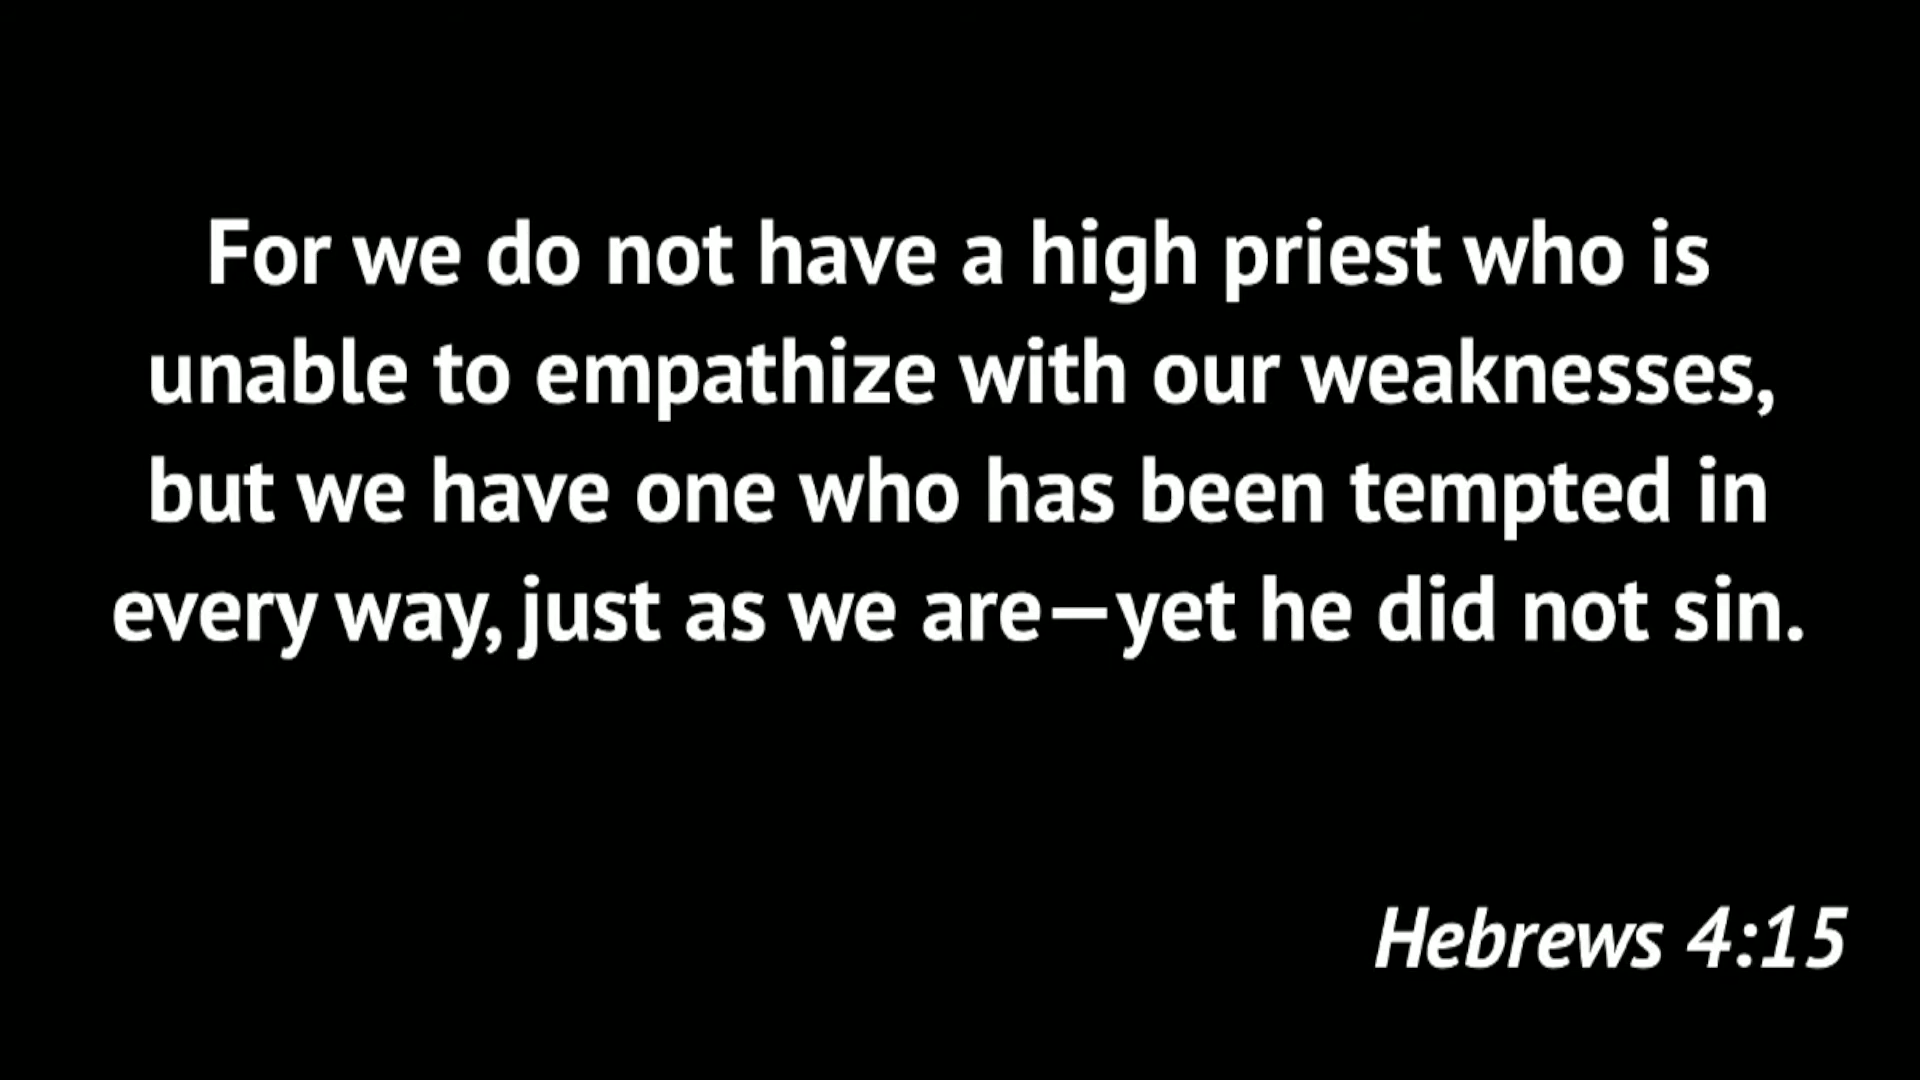 For we do not have a high priest who is
unable to empathize with our weaknesses,
but we have one who has been tempted in
every way, just as we are—yet he did not sin.
Hebrews 4:15